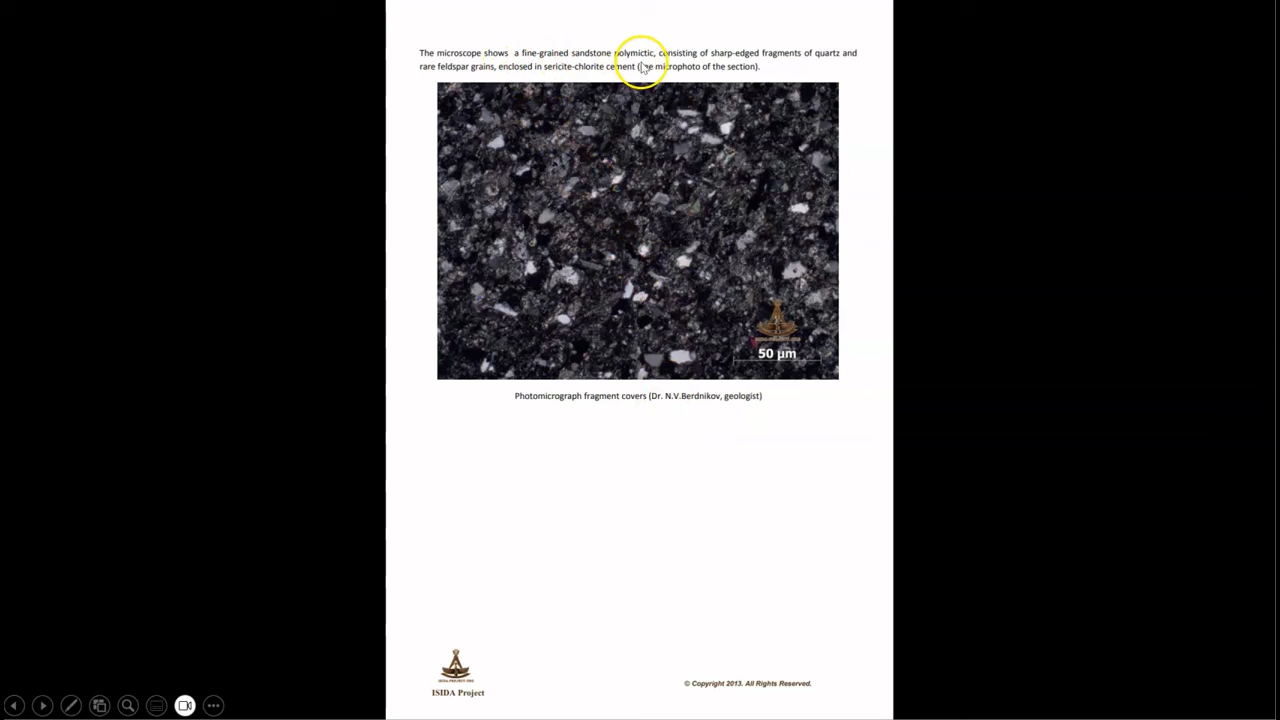 The microscope shows a fine-grained sandstone polymictic, consisting of sharp-edged fragments of quartz and
rare feldspar grains, enclosed in sericite-chlorite cement (the microphoto of the section).
50 µm
Photomicrograph fragment covers (Dr. N.V.Berdnikov, geologist)
ISIDA Project
© Copyright 2013. All Rights Reserved.